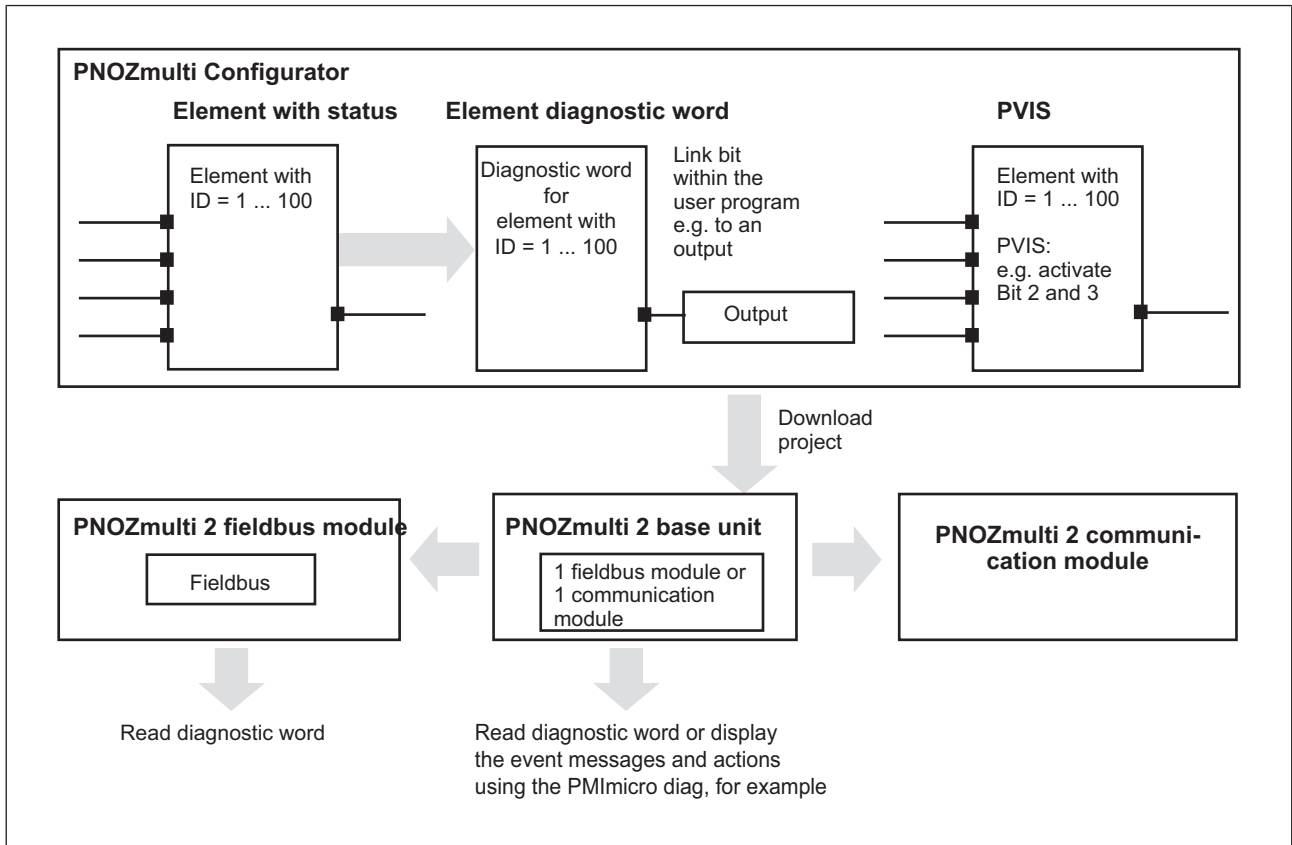 PNOZmulti Configurator
Element with status
Element with
ID = 1 ... 100
Element diagnostic word
Diagnostic word
for
element with
ID = 1 ... 100
Link bit
within the
user program
e.g. to an
output
Output
PVIS
Element with
ID = 1 ... 100
PVIS:
e.g. activate
Bit 2 and 3
Download
project
PNOZmulti 2 fieldbus module
Fieldbus
PNOZmulti 2 base unit
1 fieldbus module or
1 communication
module
PNOZmulti 2 communi-
cation module
Read diagnostic word
Read diagnostic word or display
the event messages and actions
using the PMImicro diag, for example